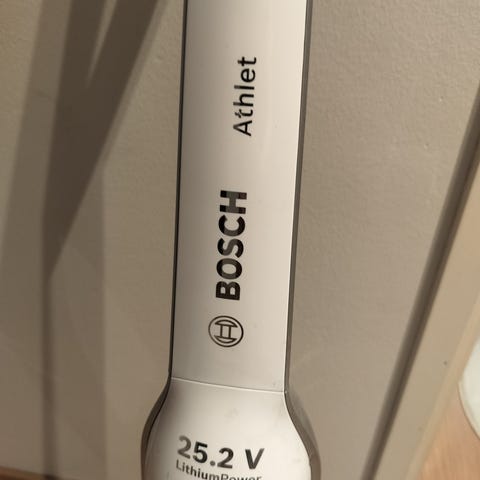 Athlet
BOSCH
25.2 V
LithiumPower